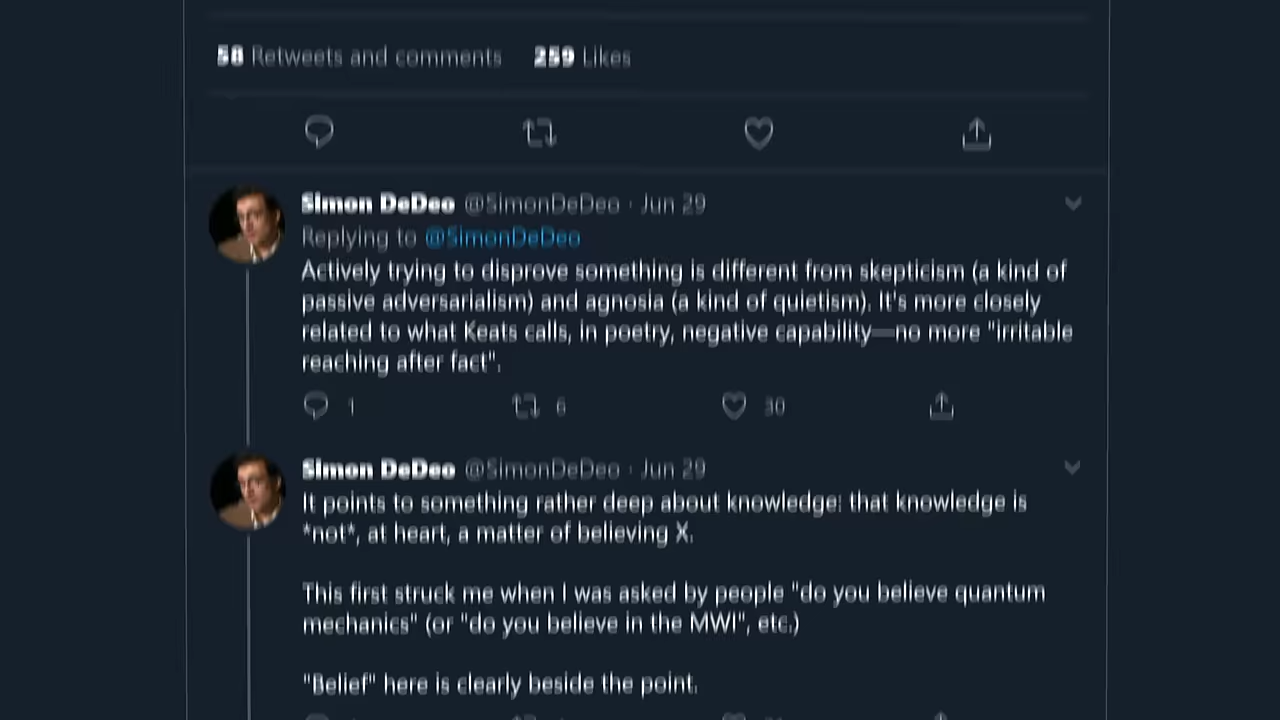 58 Retweets and comments 259 Likes
Simon DeDeo @SimonDeDeo · Jun 29
Replying to @SimonDeDeo
Actively trying to disprove something is different from skepticism (a kind of
passive adversarialism) and agnosia (a kind of quietism). It's more closely
related to what Keats calls, in poetry, negative capability—no more "irritable
reaching after fact".
1 6 30
Simon DeDeo @SimonDeDeo · Jun 29
It points to something rather deep about knowledge: that knowledge is
*not*, at heart, a matter of believing X.
This first struck me when I was asked by people "do you believe quantum
mechanics" (or "do you believe in the MWI", etc.)
"Belief" here is clearly beside the point.